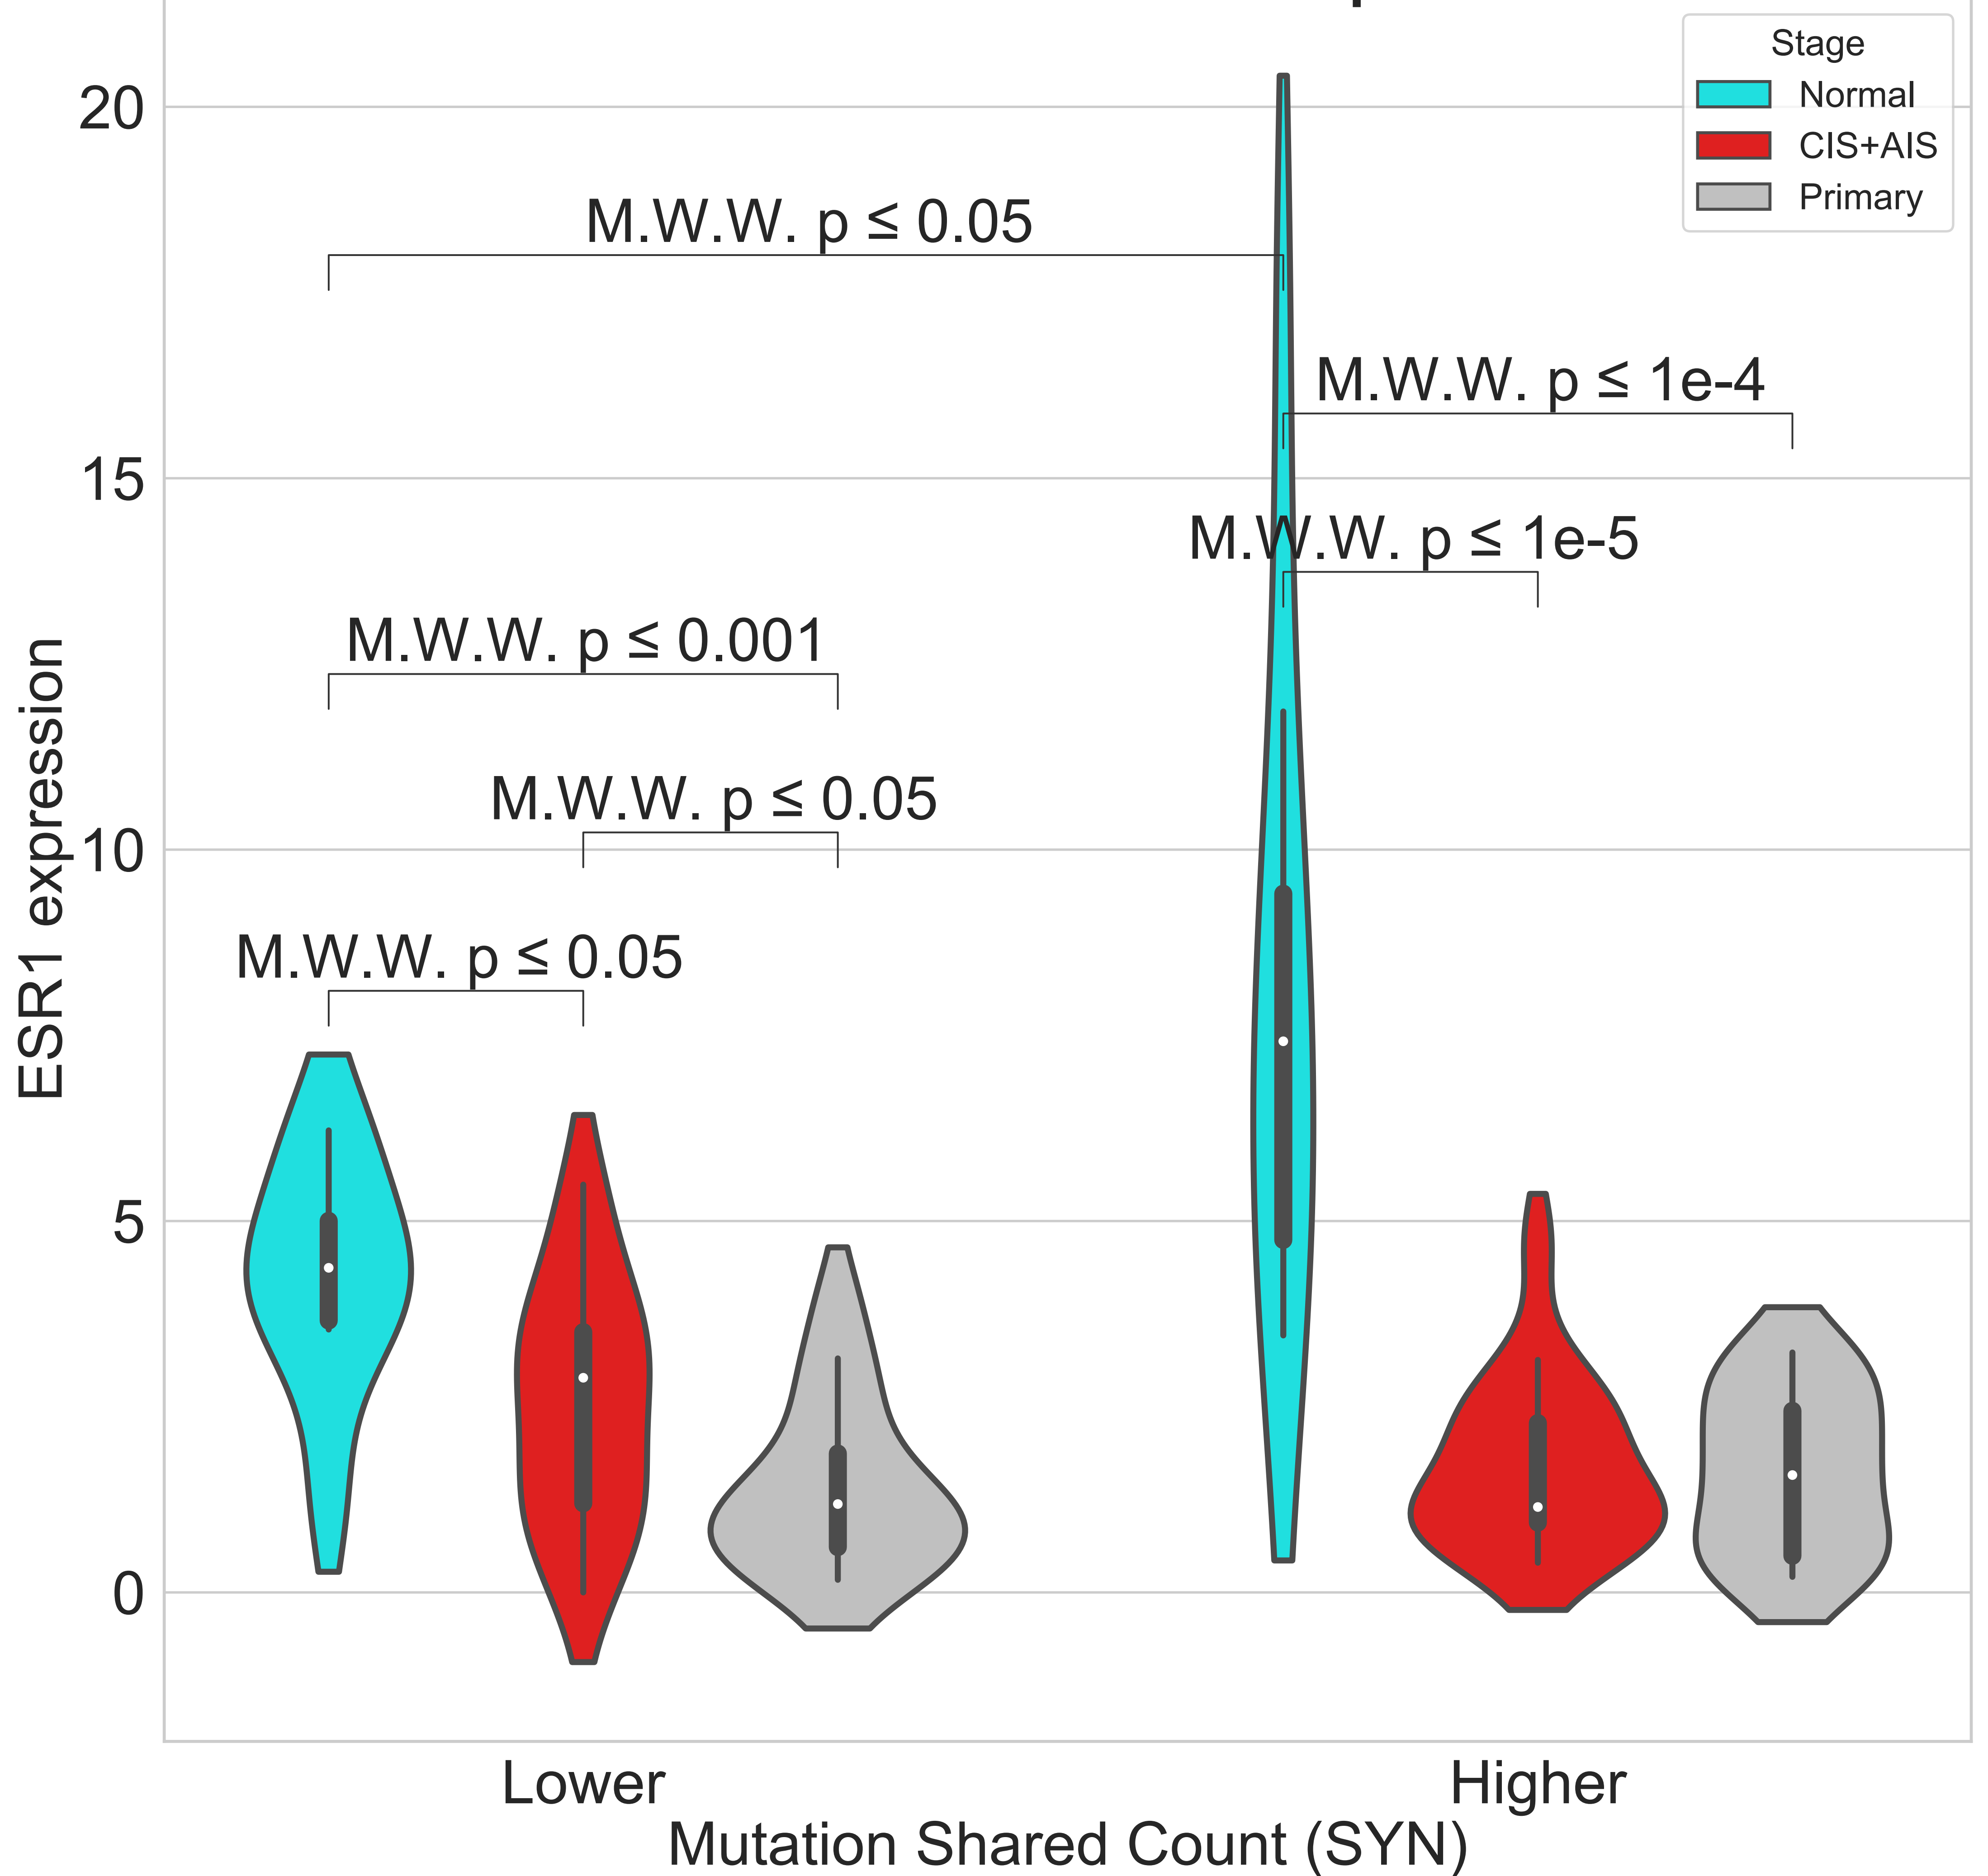 Stage
Normal
CIS+AIS
Primary
20
15
10
5
0
ESR1 expression
M.W.W. p ≤ 0.05
M.W.W. p ≤ 1e-4
M.W.W. p ≤ 1e-5
M.W.W. p ≤ 0.001
M.W.W. p ≤ 0.05
M.W.W. p ≤ 0.05
Lower
Higher
Mutation Shared Count (SYN)